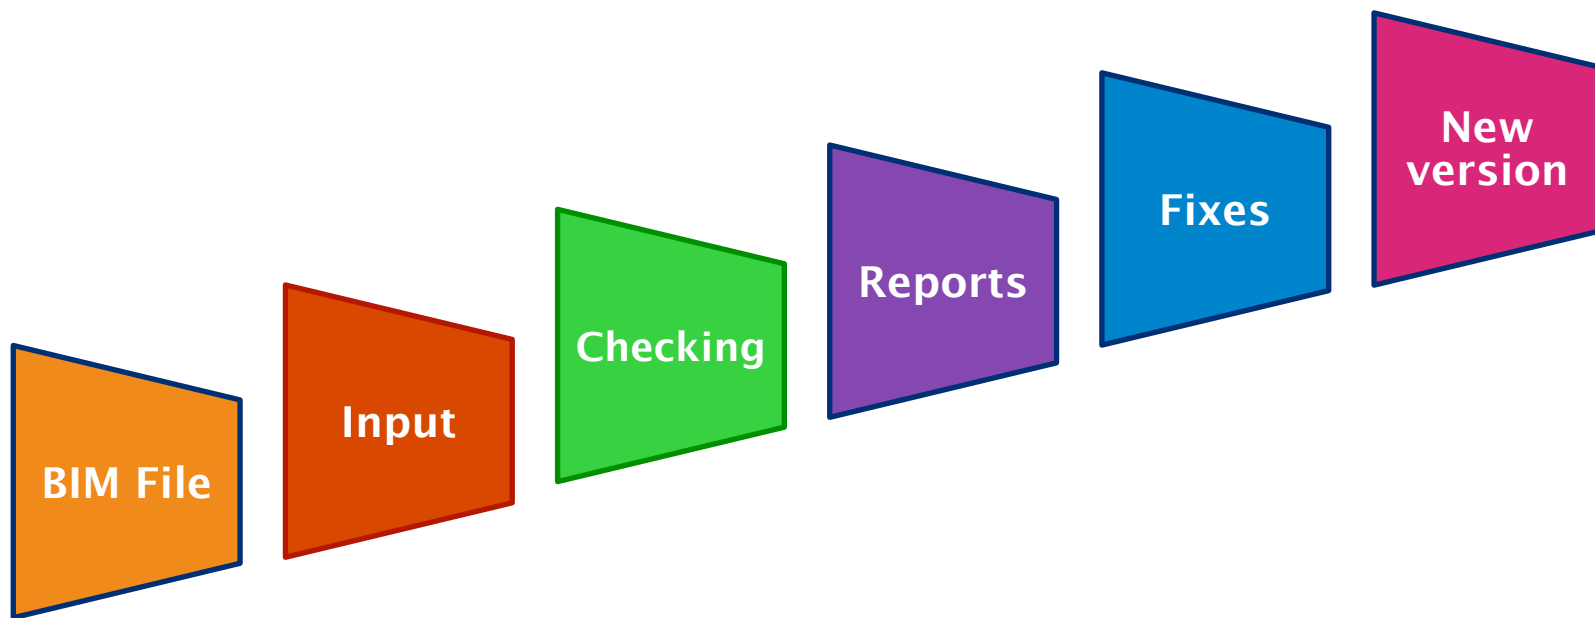 BIM File
Input
Checking
Reports
Fixes
New
version